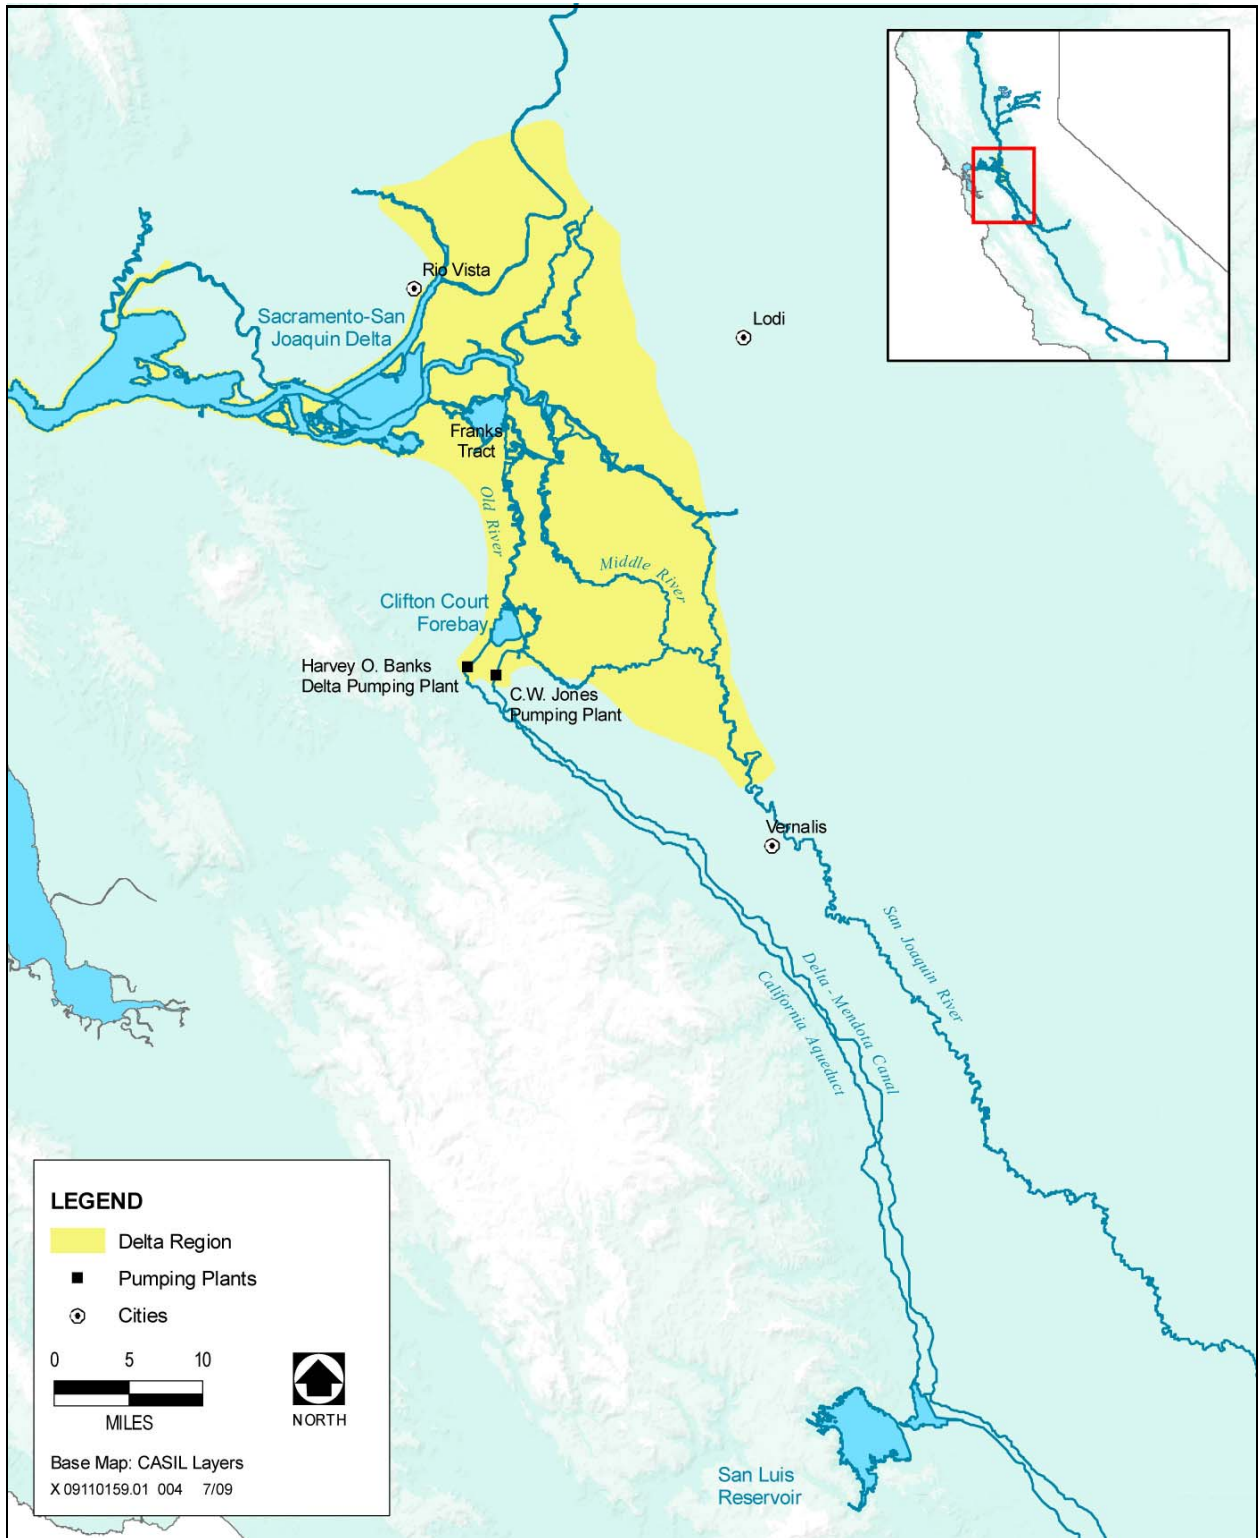 Rio Vista
Sacramento-San
Joaquin Delta
Lodi
Franks
Tract
Old River
Middle River
Clifton Court
Forebay
Harvey O. Banks
Delta Pumping Plant
C.W. Jones
Pumping Plant
Vernalis
San Joaquin River
Delta - Mendota Canal
California Aqueduct
San Luis
Reservoir
LEGEND
Delta Region
Pumping Plants
Cities
0 5 10
MILES
NORTH
Base Map: CASIL Layers
X 09110159.01 004 7/09